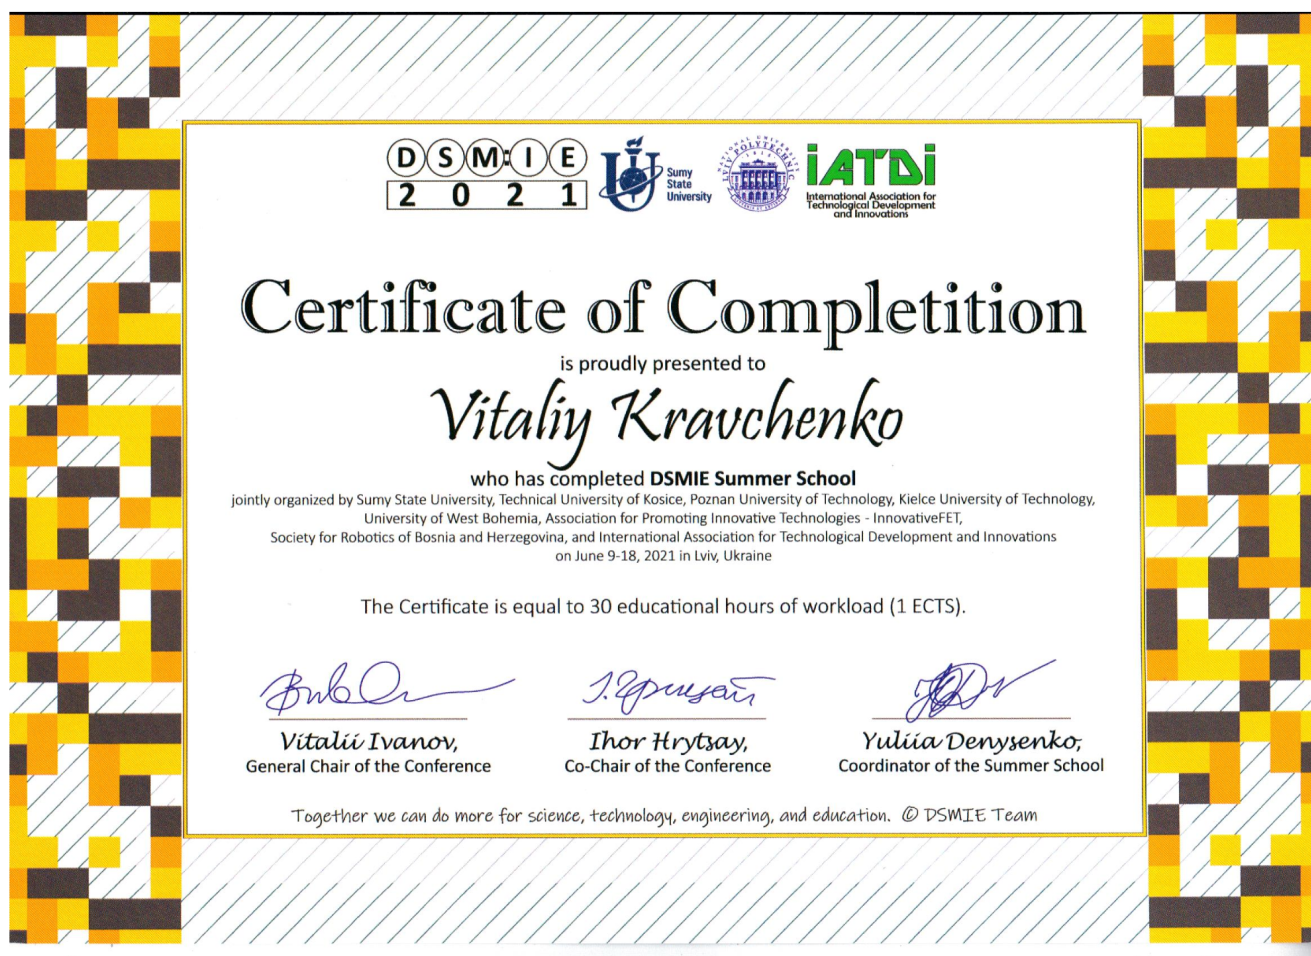 DSM:IE
2021
Sumy
State
University
NATIONAL UNIVERSITY
LVIV POLYTECHNIC
iATDi
International Association for
Technological Development
and Innovations
Certificate of Completition
is proudly presented to
Vitaliy Kravchenko
who has completed DSMIE Summer School
jointly organized by Sumy State University, Technical University of Kosice, Poznan University of Technology, Kielce University of Technology,
University of West Bohemia, Association for Promoting Innovative Technologies - InnovativeFET,
Society for Robotics of Bosnia and Herzegovina, and International Association for Technological Development and Innovations
on June 9-18, 2021 in Lviv, Ukraine
The Certificate is equal to 30 educational hours of workload (1 ECTS).
Vitalii Ivanov,
General Chair of the Conference
Ihor Hrytsay,
Co-Chair of the Conference
Yuliia Denysenko,
Coordinator of the Summer School
Together we can do more for science, technology, engineering, and education. © DSMIE Team